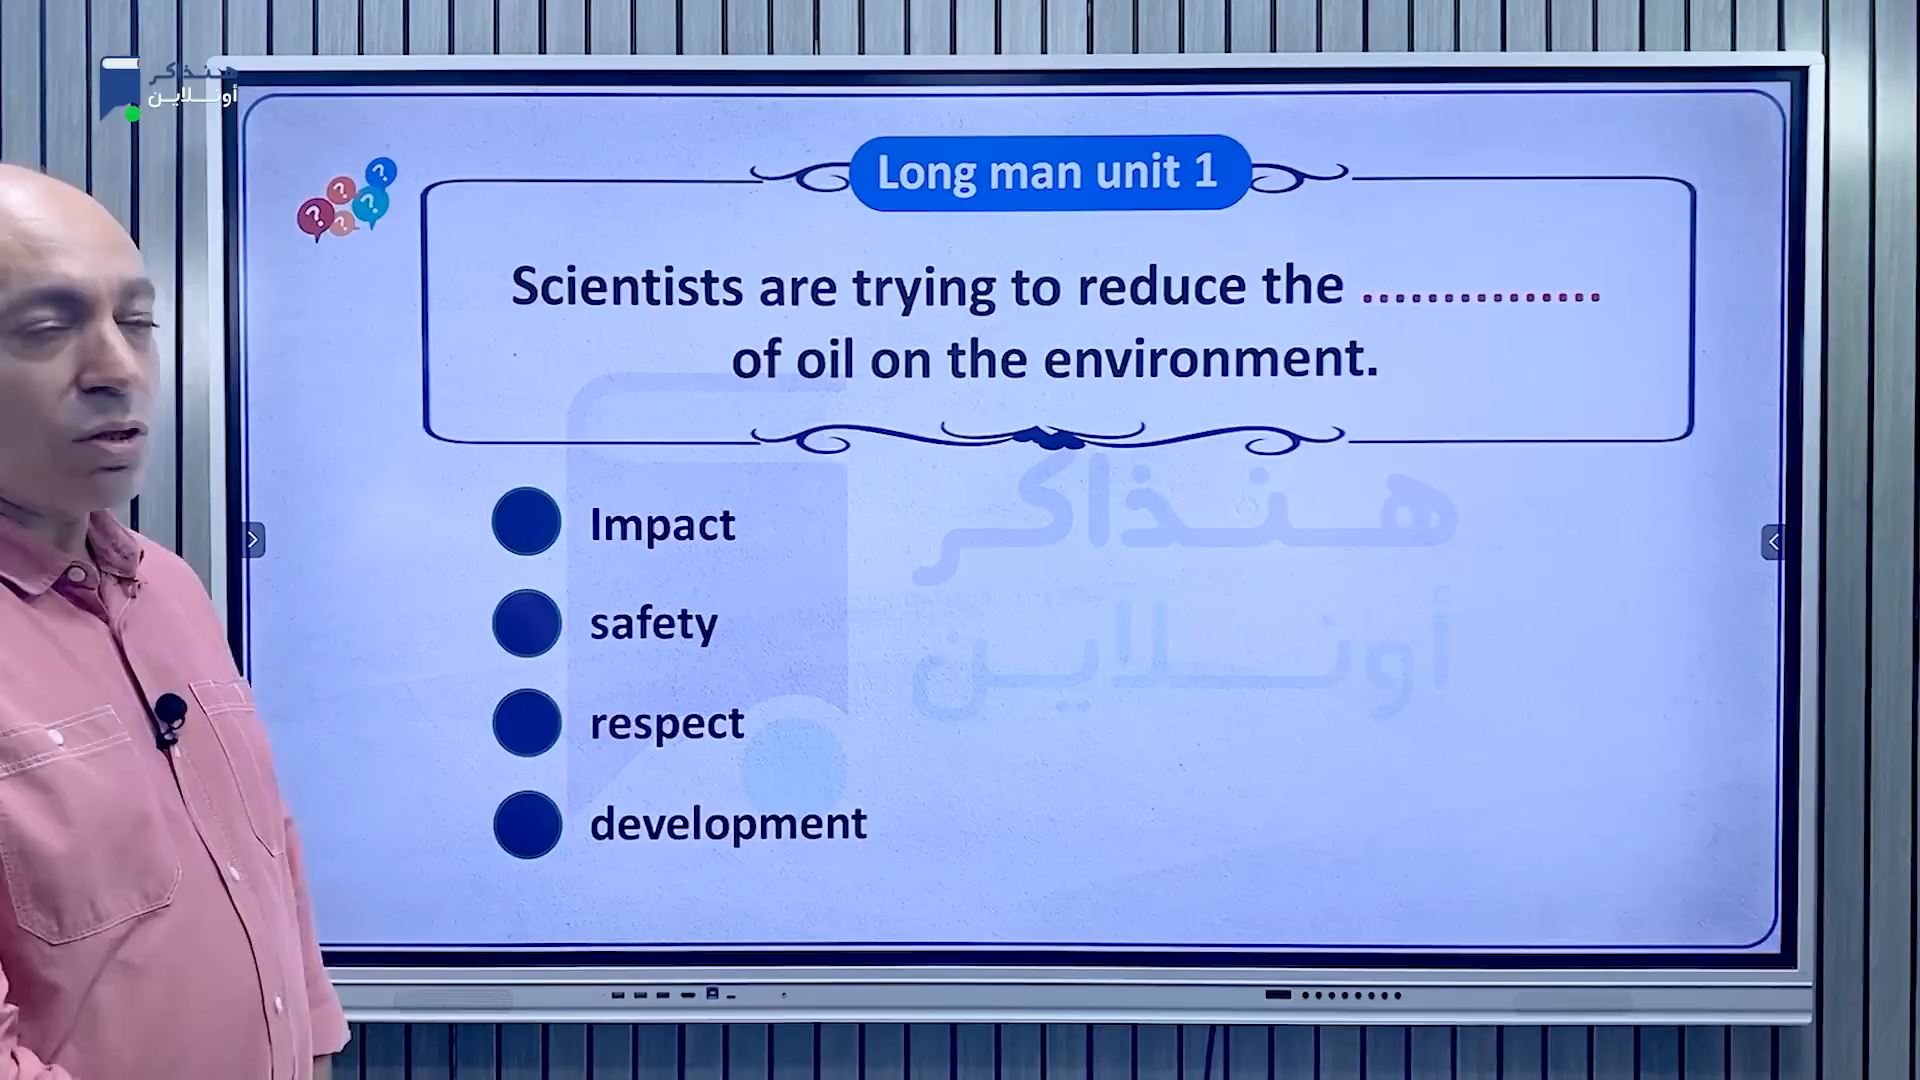 هنذاكر
أونلاين
Long man unit 1
Scientists are trying to reduce the ...............
of oil on the environment.
Impact
safety
respect
development
هنذاكر
أونلاين